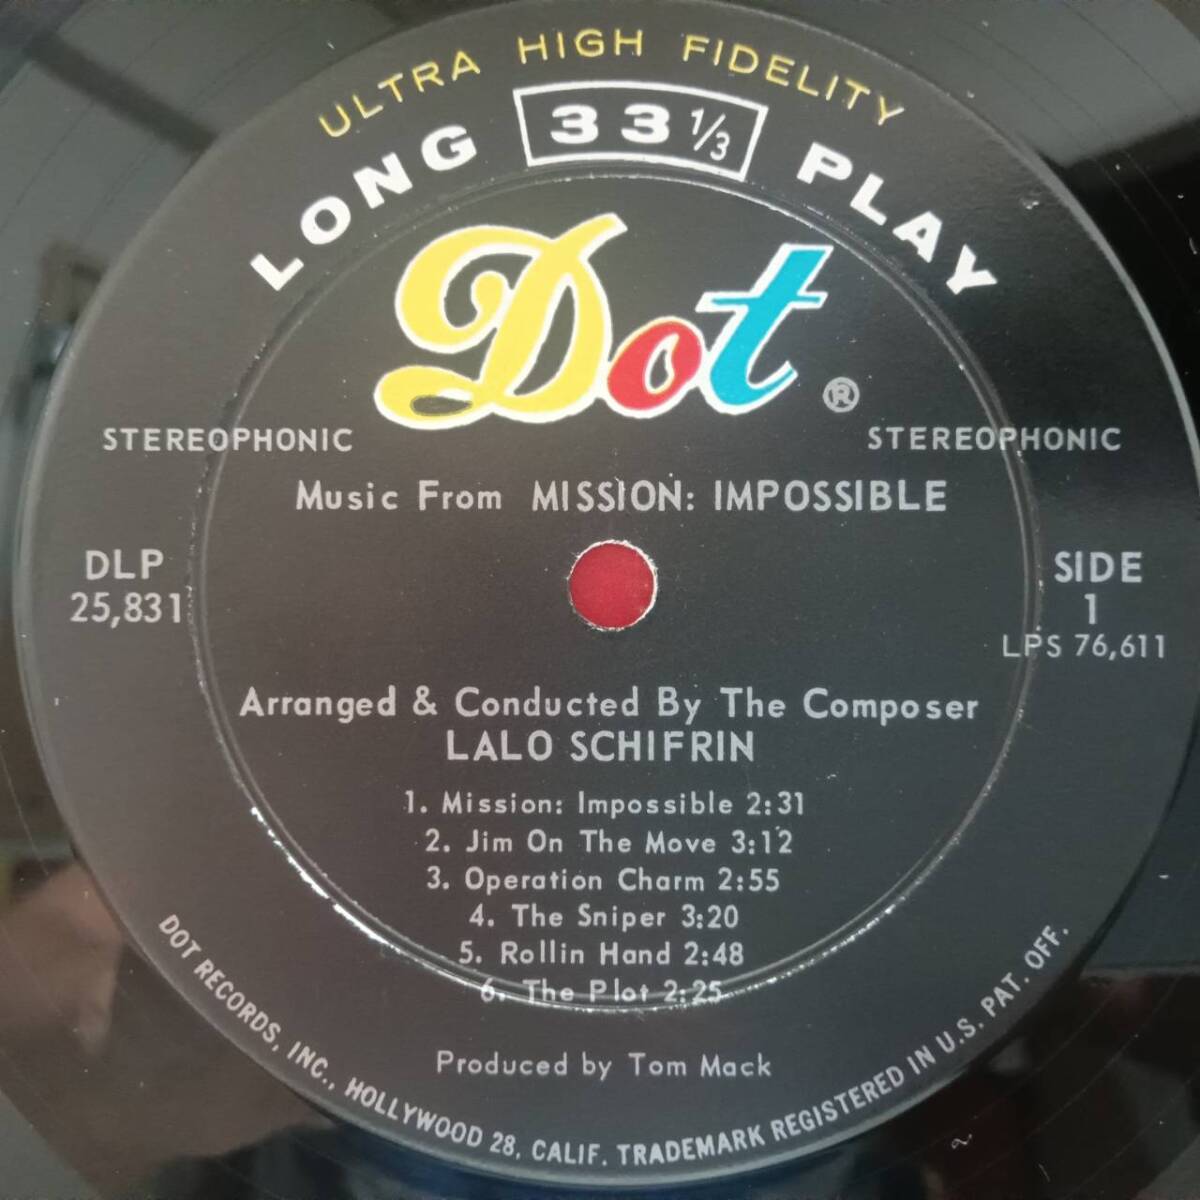 ULTRA HIGH FIDELITY
LONG 33 1/3 PLAY
Dot ®
STEREOPHONIC STEREOPHONIC
Music From MISSION: IMPOSSIBLE
DLP
25,831
SIDE
1
LPS 76,611
Arranged & Conducted By The Composer
LALO SCHIFRIN
1. Mission: Impossible 2:31
2. Jim On The Move 3:12
3. Operation Charm 2:55
4. The Sniper 3:20
5. Rollin Hand 2:48
6. The Plot 2:25
Produced by Tom Mack
DOT RECORDS, INC., HOLLYWOOD 28, CALIF. TRADEMARK REGISTERED IN U.S. PAT. OFF.